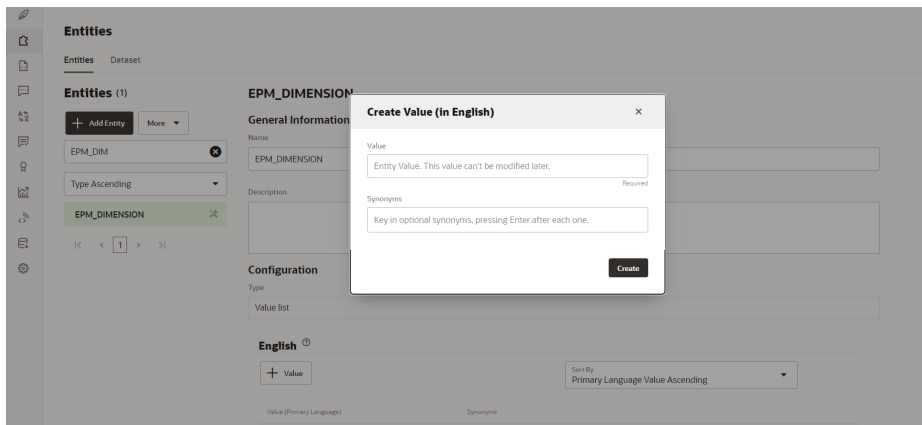 Entities
Entities Dataset
Entities (1)
+ Add Entity More
EPM_DIM
Type Ascending
EPM_DIMENSION
1
EPM_DIMENSION
General Information
Name
EPM_DIMENSION
Description
Configuration
Type
Value list
English
+ Value
Sort By
Primary Language Value Ascending
Value (Primary Language) Synonyms
Create Value (in English)
Value
Entity Value. This value can't be modified later.
Required
Synonyms
Key in optional synonyms, pressing Enter after each one.
Create